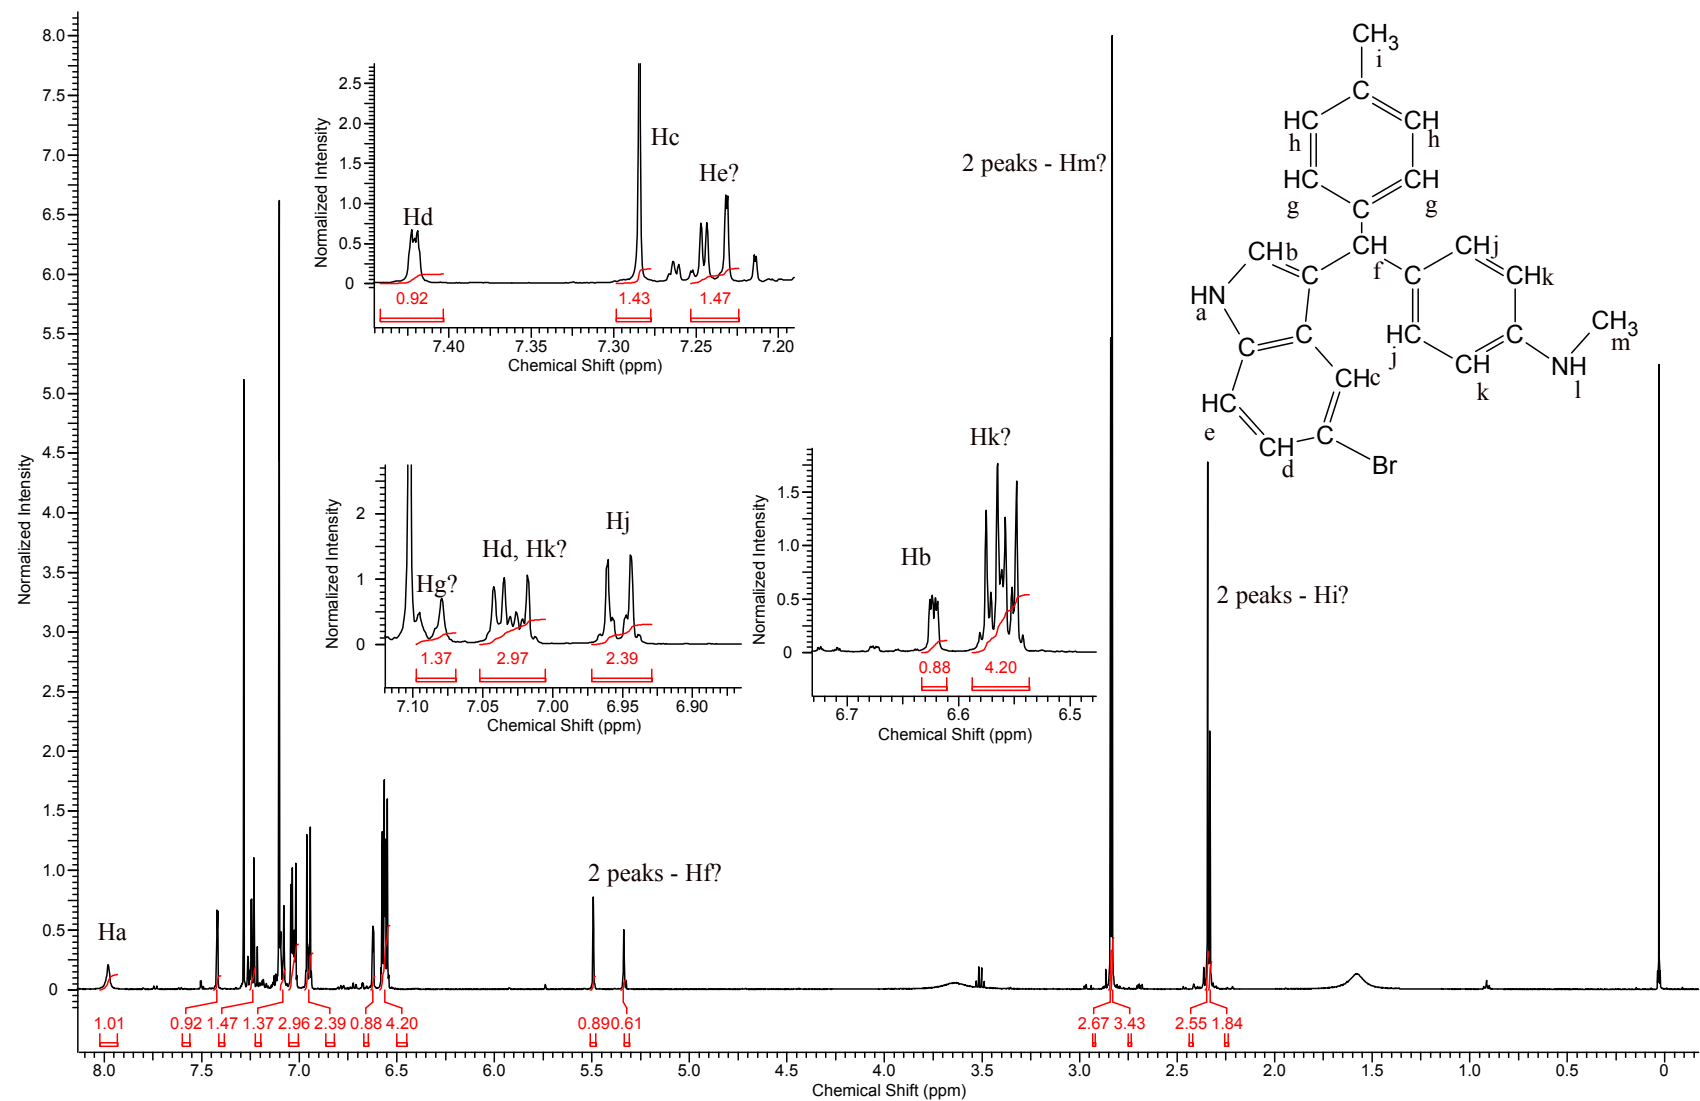 8.0
7.5
7.0
6.5
6.0
5.5
5.0
4.5
4.0
3.5
3.0
2.5
2.0
1.5
1.0
0.5
0
Normalized Intensity
2.5
2.0
1.5
1.0
0.5
0
Normalized Intensity
Hd
Hc
He?
0.92
1.43
1.47
7.40 7.35 7.30 7.25 7.20
Chemical Shift (ppm)
2 peaks - Hm?
CH3
i
HC
CH
h
h
HC
CH
g
g
C
C
CH
f
CH
b
C
HN
a
C
C
CH
c
HC
e
CH
d
C
Br
C
CH
j
CH
k
HC
j
CH
k
C
NH
l
CH3
m
2
1
0
Normalized Intensity
Hg?
Hd, Hk?
Hj
1.37
2.97
2.39
7.10 7.05 7.00 6.95 6.90
Chemical Shift (ppm)
1.5
1.0
0.5
0
Normalized Intensity
Hb
Hk?
0.88
4.20
6.7 6.6 6.5
Chemical Shift (ppm)
2 peaks - Hi?
2 peaks - Hf?
Ha
1.01 0.92 1.47 1.37 2.96 2.39 0.88 4.20 0.89 0.61 2.67 3.43 2.55 1.84
8.0 7.5 7.0 6.5 6.0 5.5 5.0 4.5 4.0 3.5 3.0 2.5 2.0 1.5 1.0 0.5 0
Chemical Shift (ppm)